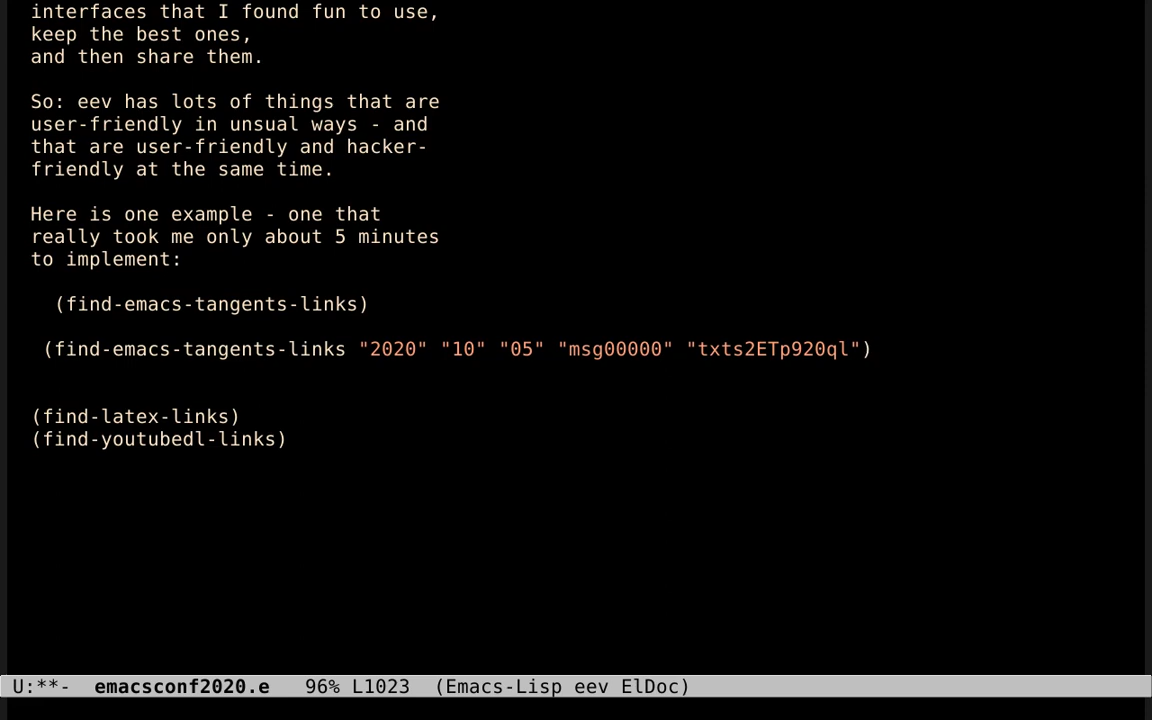 interfaces that I found fun to use,
keep the best ones,
and then share them.
So: eev has lots of things that are
user-friendly in unsual ways - and
that are user-friendly and hacker-
friendly at the same time.
Here is one example - one that
really took me only about 5 minutes
to implement:
(find-emacs-tangents-links)
(find-emacs-tangents-links "2020" "10" "05" "msg00000" "txts2ETp920ql")
(find-latex-links)
(find-youtubedl-links)
U:**-  emacsconf2020.e   96% L1023  (Emacs-Lisp eev ElDoc)